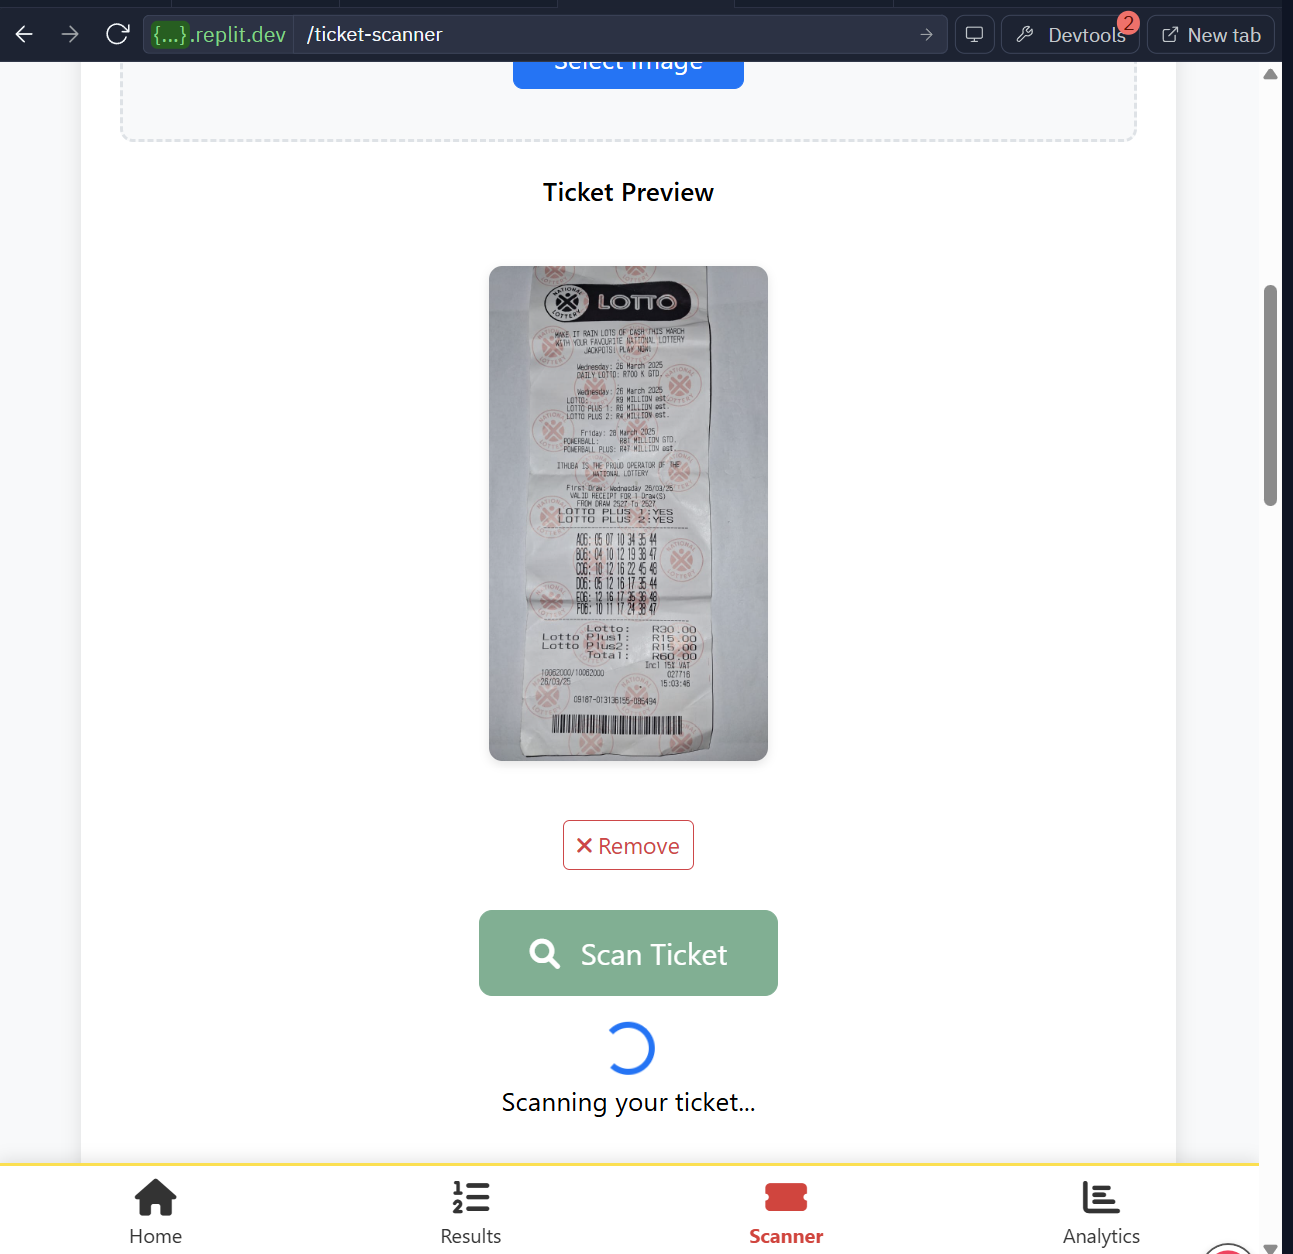 {...}.replit.dev /ticket-scanner Devtools 2 New tab
Select Image
Ticket Preview
NATIONAL LOTTERY LOTTO
MAKE IT RAIN LOTS OF CASH THIS MARCH
WITH YOUR FAVOURITE NATIONAL LOTTERY
JACKPOTS! PLAY NOW!
Wednesday: 26 March 2025
DAILY LOTTO: R700 K GTD.
Wednesday: 26 March 2025
LOTTO: R9 MILLION est.
LOTTO PLUS 1: R6 MILLION est.
LOTTO PLUS 2: R4 MILLION est.
Friday: 28 March 2025
POWERBALL: R81 MILLION GTD.
POWERBALL PLUS: R47 MILLION est.
ITHUBA IS THE PROUD OPERATOR OF THE
NATIONAL LOTTERY
First Draw: Wednesday 26/03/25
VALID RECEIPT FOR 1 Draw(S)
FROM DRAW 2527 To 2527
LOTTO PLUS 1:YES
LOTTO PLUS 2:YES
A06: 05 07 10 34 35 44
B06: 04 10 12 19 38 47
C06: 10 12 16 22 45 48
D06: 05 12 16 17 35 44
E06: 12 16 17 35 36 48
F06: 10 11 17 24 38 47
Lotto: R30.00
Lotto Plus1: R15.00
Lotto Plus2: R15.00
Total: R60.00
Incl 15% VAT
10062000/10062000 027716
26/03/25 15:03:46
Remove
Scan Ticket
Scanning your ticket...
Home Results Scanner Analytics